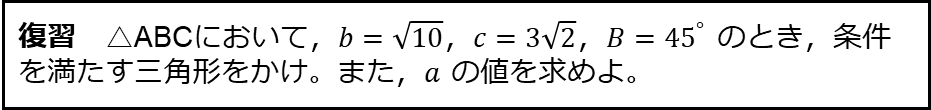 復習　△ABCにおいて，b = √10，c = 3√2，B = 45° のとき，条件
を満たす三角形をかけ。また，a の値を求めよ。